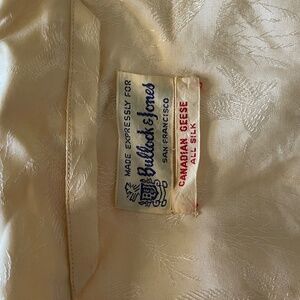 MADE EXPRESSLY FOR
Bullock & Jones
SAN FRANCISCO
CANADIAN GEESE
ALL SILK